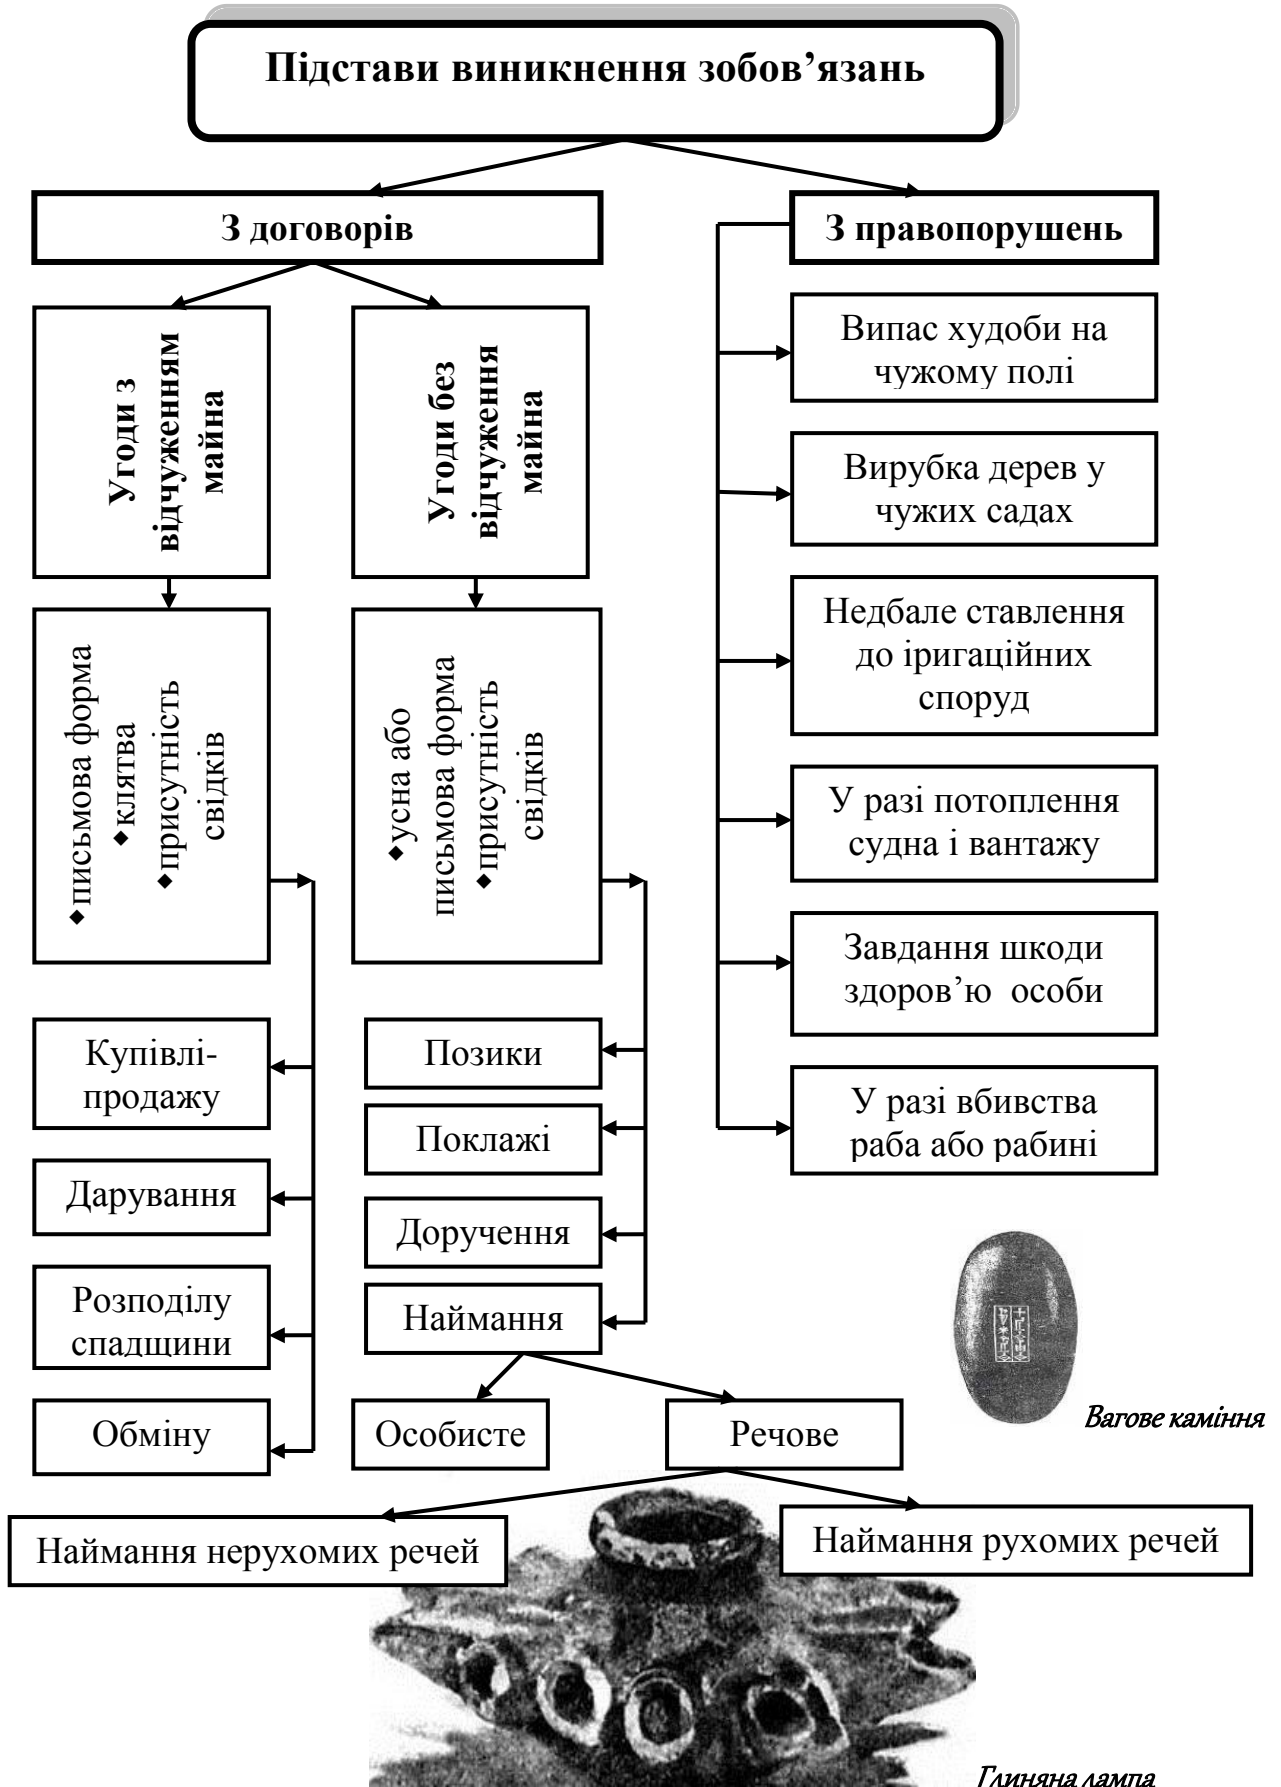 Підстави виникнення зобов’язань
З договорів
Угоди з
відчуженням
майна
◆письмова форма
◆клятва
◆присутність
свідків
Купівлі-
продажу
Дарування
Розподілу
спадщини
Обміну
Угоди без
відчуження
майна
◆усна або
письмова форма
◆присутність
свідків
Позики
Поклажі
Доручення
Наймання
Особисте
Речове
Наймання нерухомих речей
Наймання рухомих речей
З правопорушень
Випас худоби на
чужому полі
Вирубка дерев у
чужих садах
Недбале ставлення
до іригаційних
споруд
У разі потоплення
судна і вантажу
Завдання шкоди
здоров’ю особи
У разі вбивства
раба або рабині
Вагове каміння
Глиняна лампа